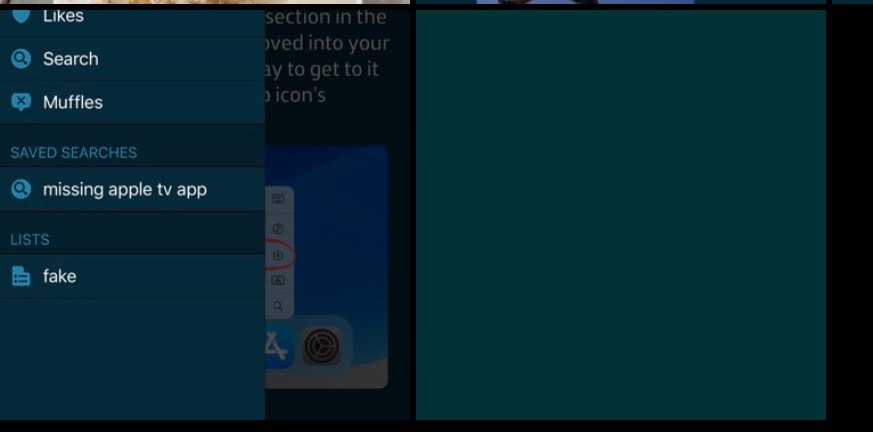 Likes
section in the
oved into your
Search
ay to get to it
icon's
Muffles
SAVED SEARCHES
missing apple tv app
LISTS
fake